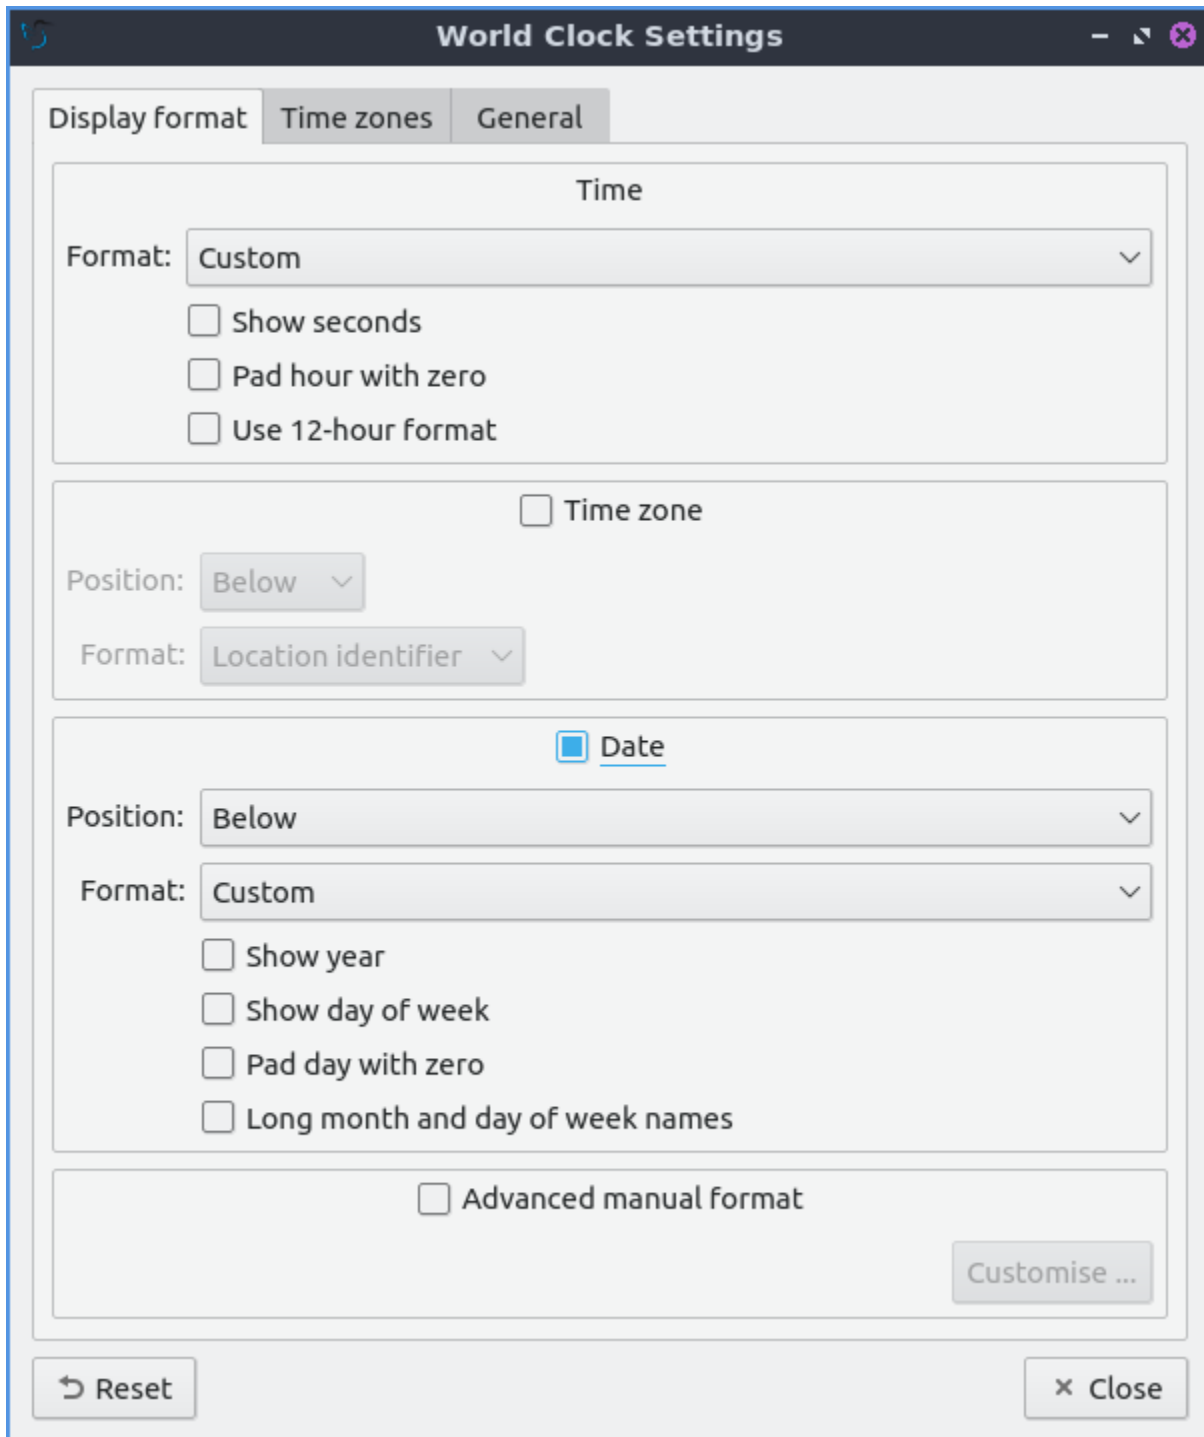 World Clock Settings
Display format Time zones General
Time
Format: Custom
Show seconds
Pad hour with zero
Use 12-hour format
Time zone
Position: Below
Format: Location identifier
Date
Position: Below
Format: Custom
Show year
Show day of week
Pad day with zero
Long month and day of week names
Advanced manual format
Customise ...
Reset Close